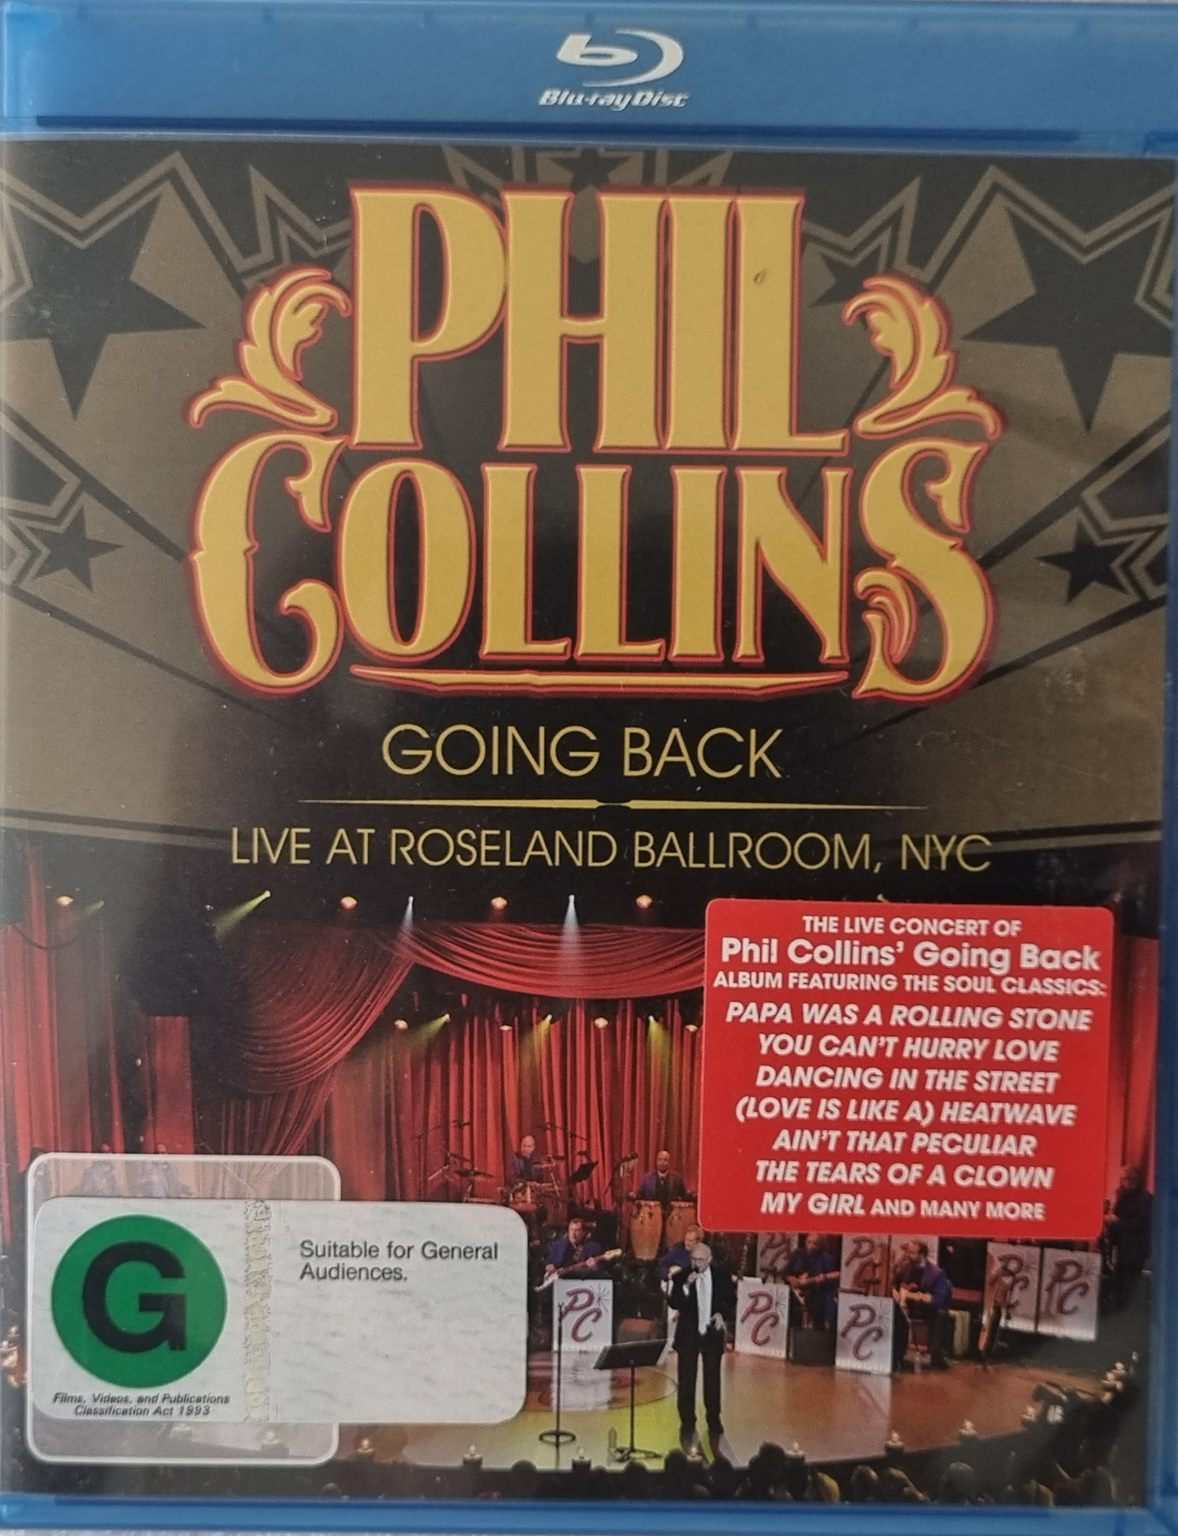 Blu-ray Disc
PHIL
COLLINS
GOING BACK
LIVE AT ROSELAND BALLROOM, NYC
THE LIVE CONCERT OF
Phil Collins' Going Back
ALBUM FEATURING THE SOUL CLASSICS:
PAPA WAS A ROLLING STONE
YOU CAN'T HURRY LOVE
DANCING IN THE STREET
(LOVE IS LIKE A) HEATWAVE
AIN'T THAT PECULIAR
THE TEARS OF A CLOWN
MY GIRL AND MANY MORE
G
Suitable for General
Audiences.
Films, Videos, and Publications
Classification Act 1993
PC
PC
PC
PC
PC
PC
PC